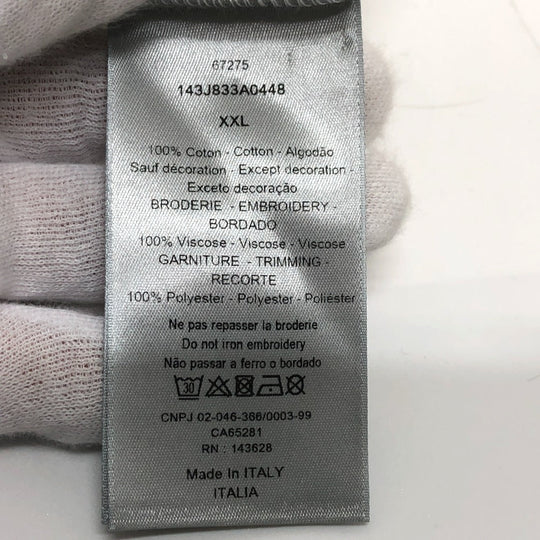 67275
143J833A0448
XXL
100% Coton - Cotton - Algodão
Sauf décoration - Except decoration -
Exceto decoração
BRODERIE - EMBROIDERY -
BORDADO
100% Viscose - Viscose - Viscose
GARNITURE - TRIMMING -
RECORTE
100% Polyester - Polyester - Poliéster
Ne pas repasser la broderie
Do not iron embroidery
Não passar a ferro o bordado
30
CNPJ 02-046-366/0003-99
CA65281
RN : 143628
Made In ITALY
ITALIA